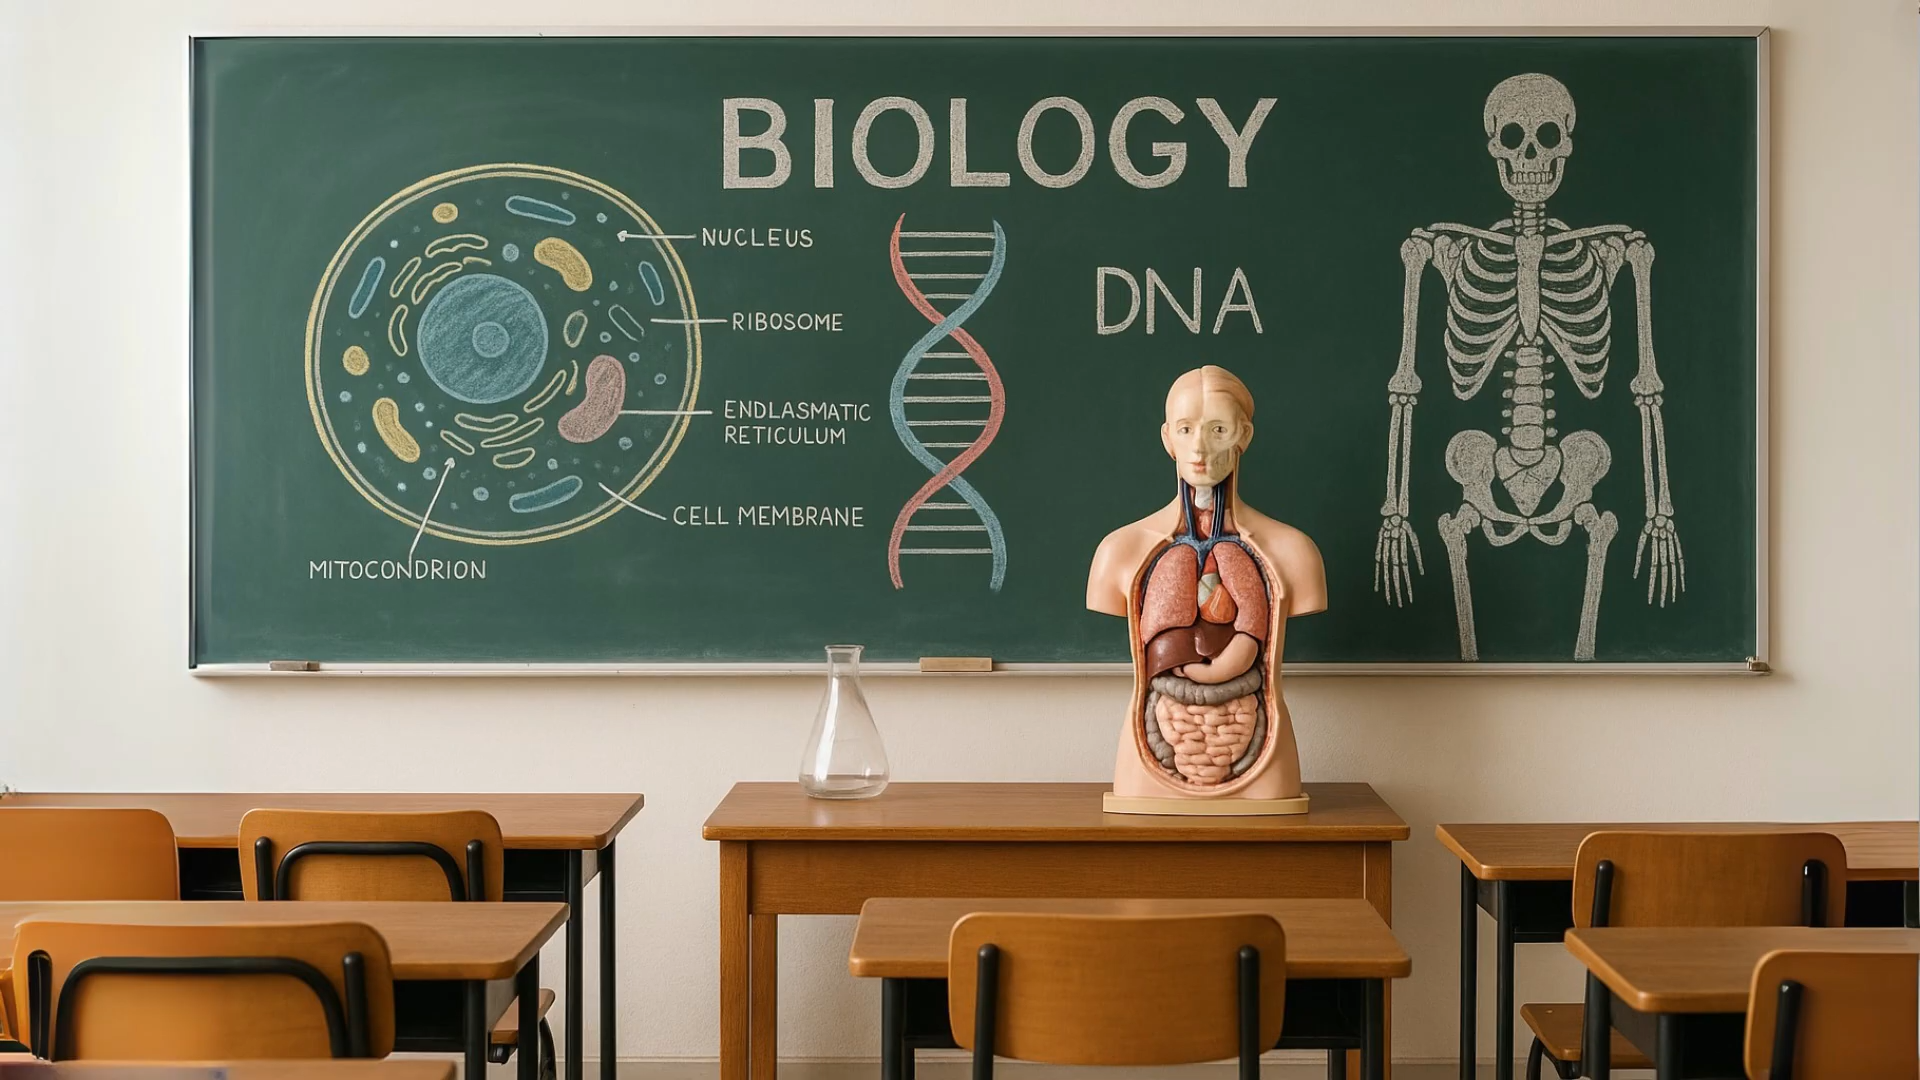 BIOLOGY
NUCLEUS
RIBOSOME
ENDLASMATIC
RETICULUM
CELL MEMBRANE
MITOCONDRION
DNA